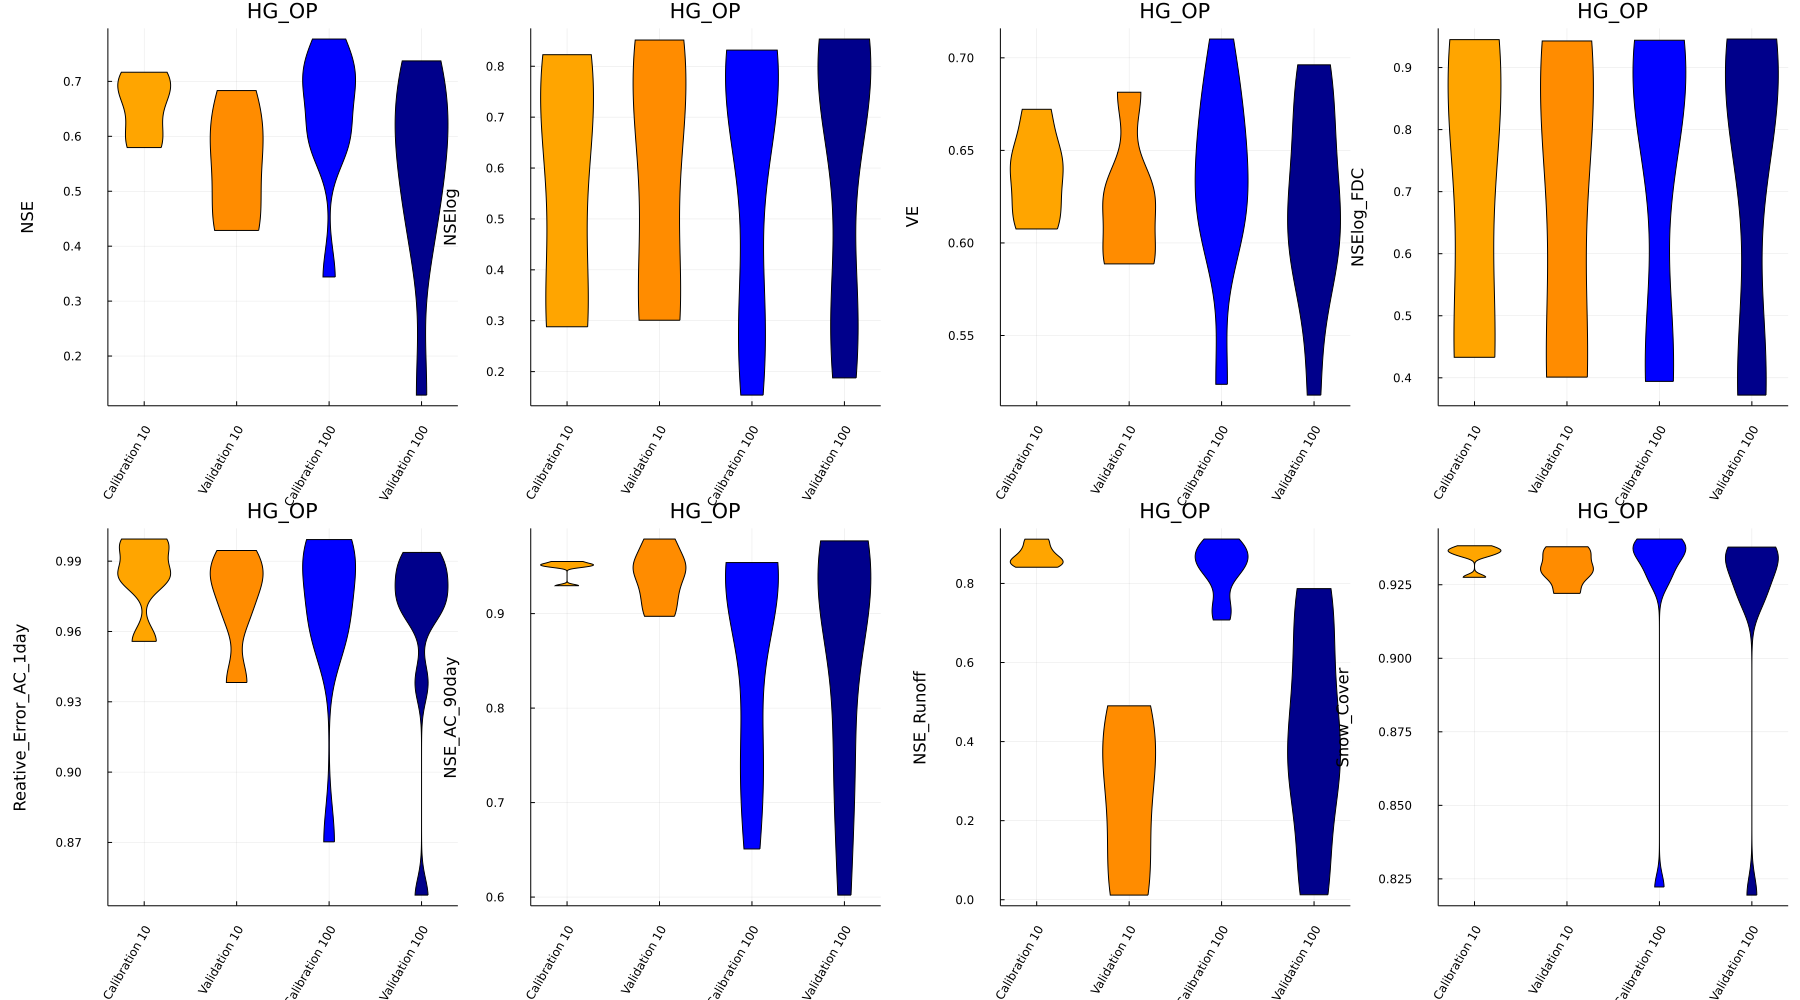 HG_OP
HG_OP
HG_OP
HG_OP
NSE
0.7
0.6
0.5
0.4
0.3
0.2
Calibration 10
Validation 10
Calibration 100
Validation 100
NSElog
0.8
0.7
0.6
0.5
0.4
0.3
0.2
Calibration 10
Validation 10
Calibration 100
Validation 100
VE
0.70
0.65
0.60
0.55
Calibration 10
Validation 10
Calibration 100
Validation 100
NSElog_FDC
0.9
0.8
0.7
0.6
0.5
0.4
Calibration 10
Validation 10
Calibration 100
Validation 100
HG_OP
HG_OP
HG_OP
HG_OP
Reative_Error_AC_1day
0.99
0.96
0.93
0.90
0.87
Calibration 10
Validation 10
Calibration 100
Validation 100
NSE_AC_90day
0.9
0.8
0.7
0.6
Calibration 10
Validation 10
Calibration 100
Validation 100
NSE_Runoff
0.8
0.6
0.4
0.2
0.0
Calibration 10
Validation 10
Calibration 100
Validation 100
Snow_Cover
0.925
0.900
0.875
0.850
0.825
Calibration 10
Validation 10
Calibration 100
Validation 100